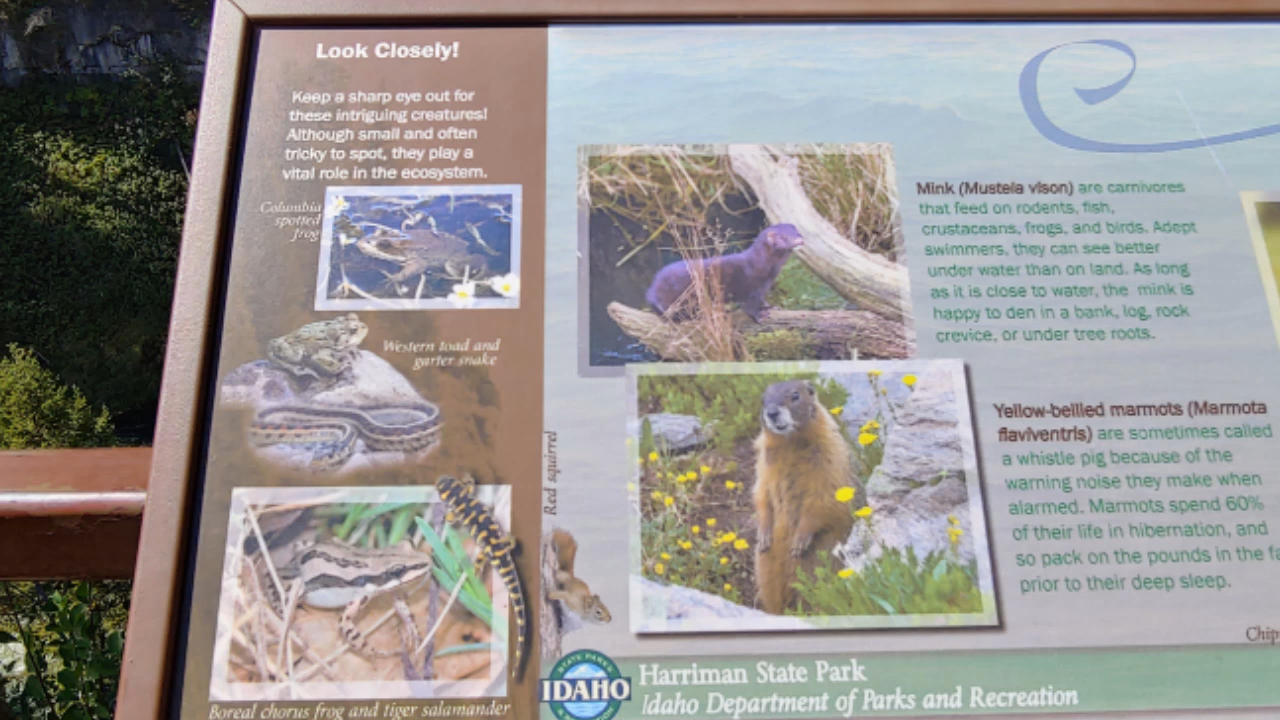 Look Closely!
Keep a sharp eye out for
these intriguing creatures!
Although small and often
tricky to spot, they play a
vital role in the ecosystem.
Columbia
spotted
frog
Western toad and
garter snake
Boreal chorus frog and tiger salamander
Red squirrel
Mink (Mustela vison) are carnivores
that feed on rodents, fish,
crustaceans, frogs, and birds. Adept
swimmers, they can see better
under water than on land. As long
as it is close to water, the mink is
happy to den in a bank, log, rock
crevice, or under tree roots.
Yellow-bellied marmots (Marmota
flaviventris) are sometimes called
a whistle pig because of the
warning noise they make when
alarmed. Marmots spend 60%
of their life in hibernation, and
so pack on the pounds in the fa
prior to their deep sleep.
Chip
STATE PARKS
IDAHO
Harriman State Park
Idaho Department of Parks and Recreation